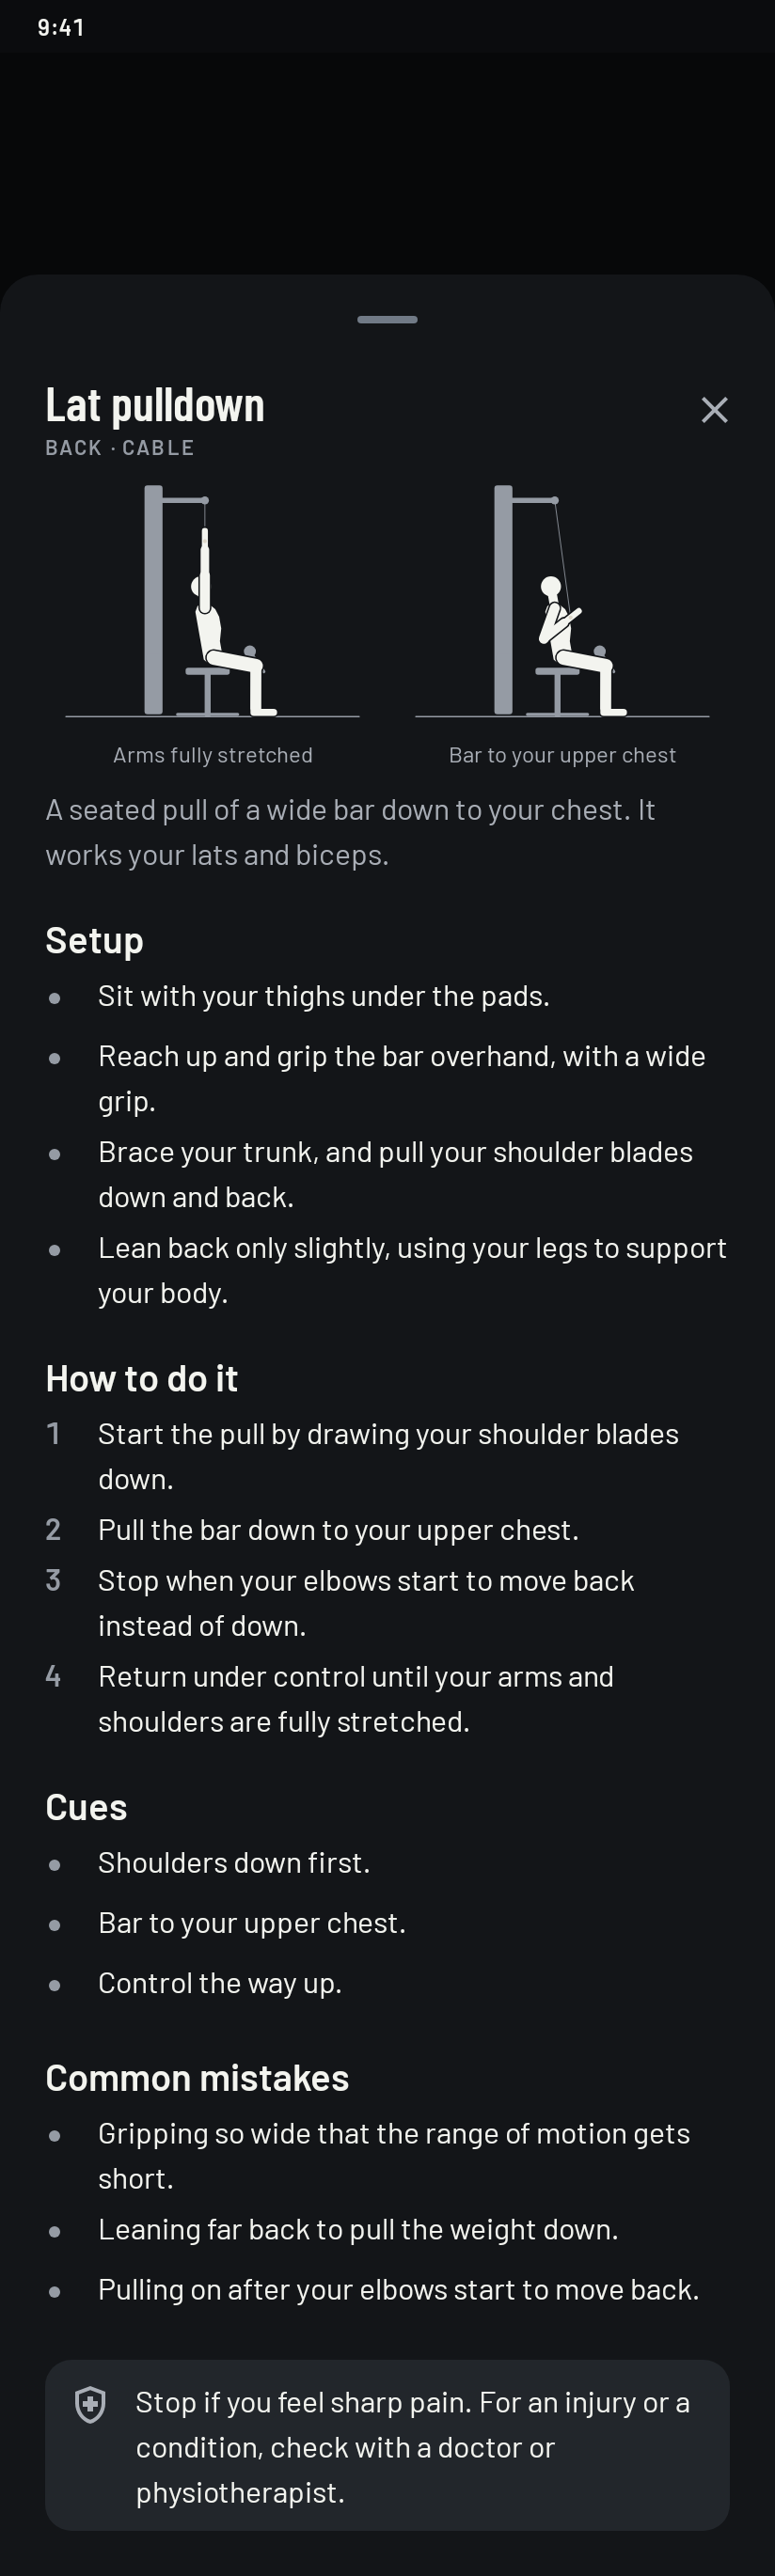 9:41
Lat pulldown
BACK · CABLE
Arms fully stretched
Bar to your upper chest
A seated pull of a wide bar down to your chest. It
works your lats and biceps.
Setup
• Sit with your thighs under the pads.
• Reach up and grip the bar overhand, with a wide
grip.
• Brace your trunk, and pull your shoulder blades
down and back.
• Lean back only slightly, using your legs to support
your body.
How to do it
1 Start the pull by drawing your shoulder blades
down.
2 Pull the bar down to your upper chest.
3 Stop when your elbows start to move back
instead of down.
4 Return under control until your arms and
shoulders are fully stretched.
Cues
• Shoulders down first.
• Bar to your upper chest.
• Control the way up.
Common mistakes
• Gripping so wide that the range of motion gets
short.
• Leaning far back to pull the weight down.
• Pulling on after your elbows start to move back.
Stop if you feel sharp pain. For an injury or a
condition, check with a doctor or
physiotherapist.